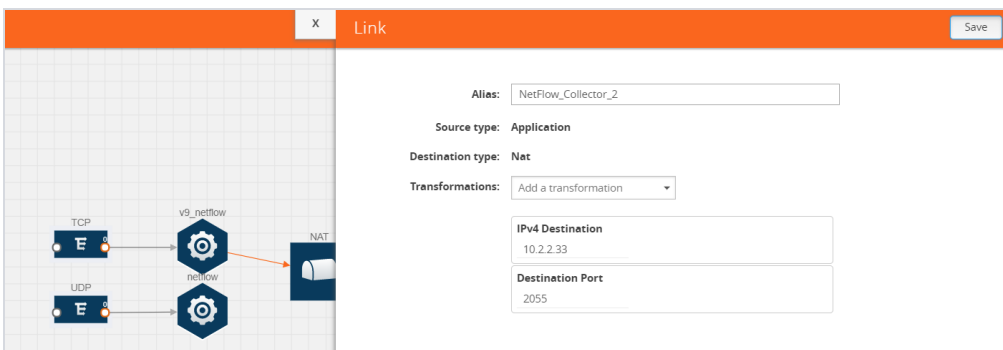 X
Link
Save
Alias: NetFlow_Collector_2
Source type: Application
Destination type: Nat
Transformations: Add a transformation
IPv4 Destination
10.2.2.33
Destination Port
2055
TCP
v9_netflow
NAT
UDP
netflow